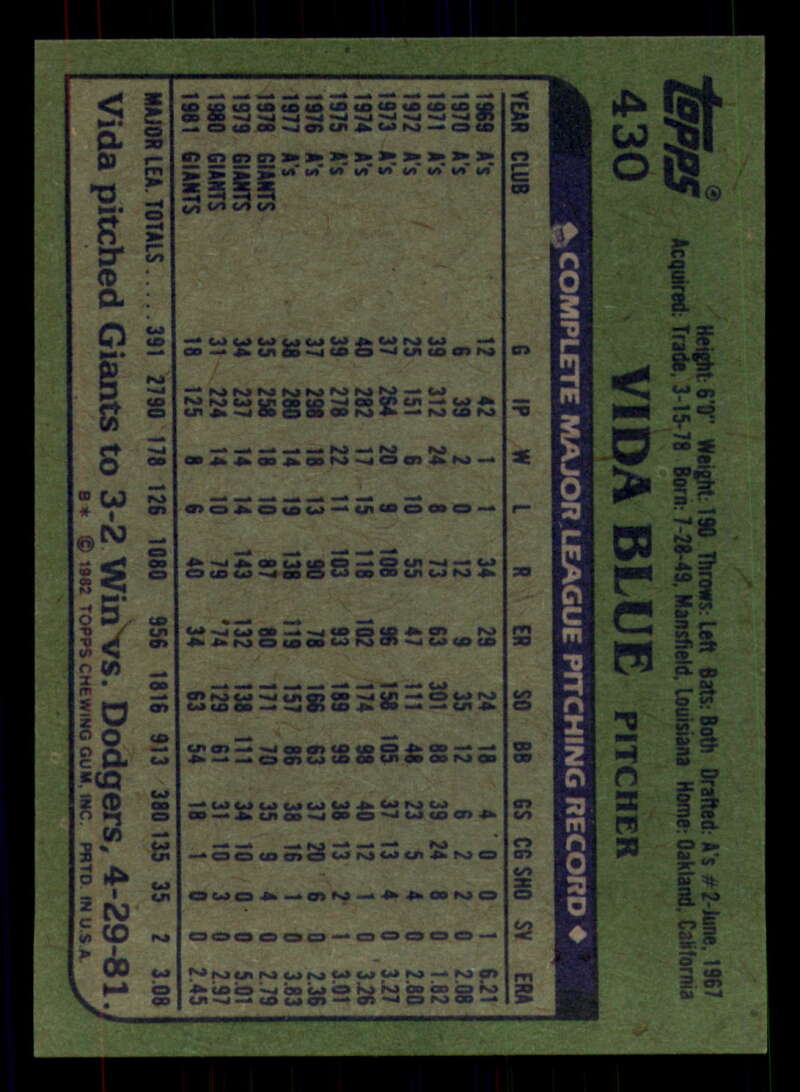 Topps®
430
Height: 6'0" Weight: 190 Throws: Left Bats: Both Drafted: A's #2-June, 1967
Acquired: Trade, 3-15-78 Born: 7-28-49, Mansfield, Louisiana Home: Oakland, California
VIDA BLUE PITCHER
COMPLETE MAJOR LEAGUE PITCHING RECORD
YEAR CLUB G IP W L R ER SO BB GS CG SHO SV ERA
1969 A's 12 42 1 1 34 29 24 18 4 0 0 1 6.21
1970 A's 6 39 2 0 12 9 35 12 6 2 2 0 2.08
1971 A's 39 312 24 8 73 63 301 88 39 24 8 0 1.82
1972 A's 25 151 6 10 55 47 111 48 23 5 4 0 2.80
1973 A's 37 264 20 9 108 96 158 105 37 13 4 0 3.27
1974 A's 40 282 17 15 118 102 174 98 40 12 1 0 3.26
1975 A's 39 278 22 11 103 93 189 99 38 13 2 1 3.01
1976 A's 37 298 18 13 90 78 166 63 37 20 6 0 2.36
1977 A's 38 280 14 19 138 119 157 86 38 16 1 0 3.83
1978 GIANTS 35 258 18 10 87 80 171 70 35 9 4 0 2.79
1979 GIANTS 34 237 14 14 143 132 138 111 34 10 0 0 5.01
1980 GIANTS 31 224 14 10 79 74 129 61 31 10 3 0 2.97
1981 GIANTS 18 125 8 6 40 34 63 54 18 1 0 0 2.45
MAJOR LEA. TOTALS..... 391 2790 178 126 1080 956 1816 913 380 135 35 2 3.08
Vida pitched Giants to 3-2 Win vs. Dodgers, 4-29-81.
B* © 1982 TOPPS CHEWING GUM, INC. PRTD. IN U.S.A.